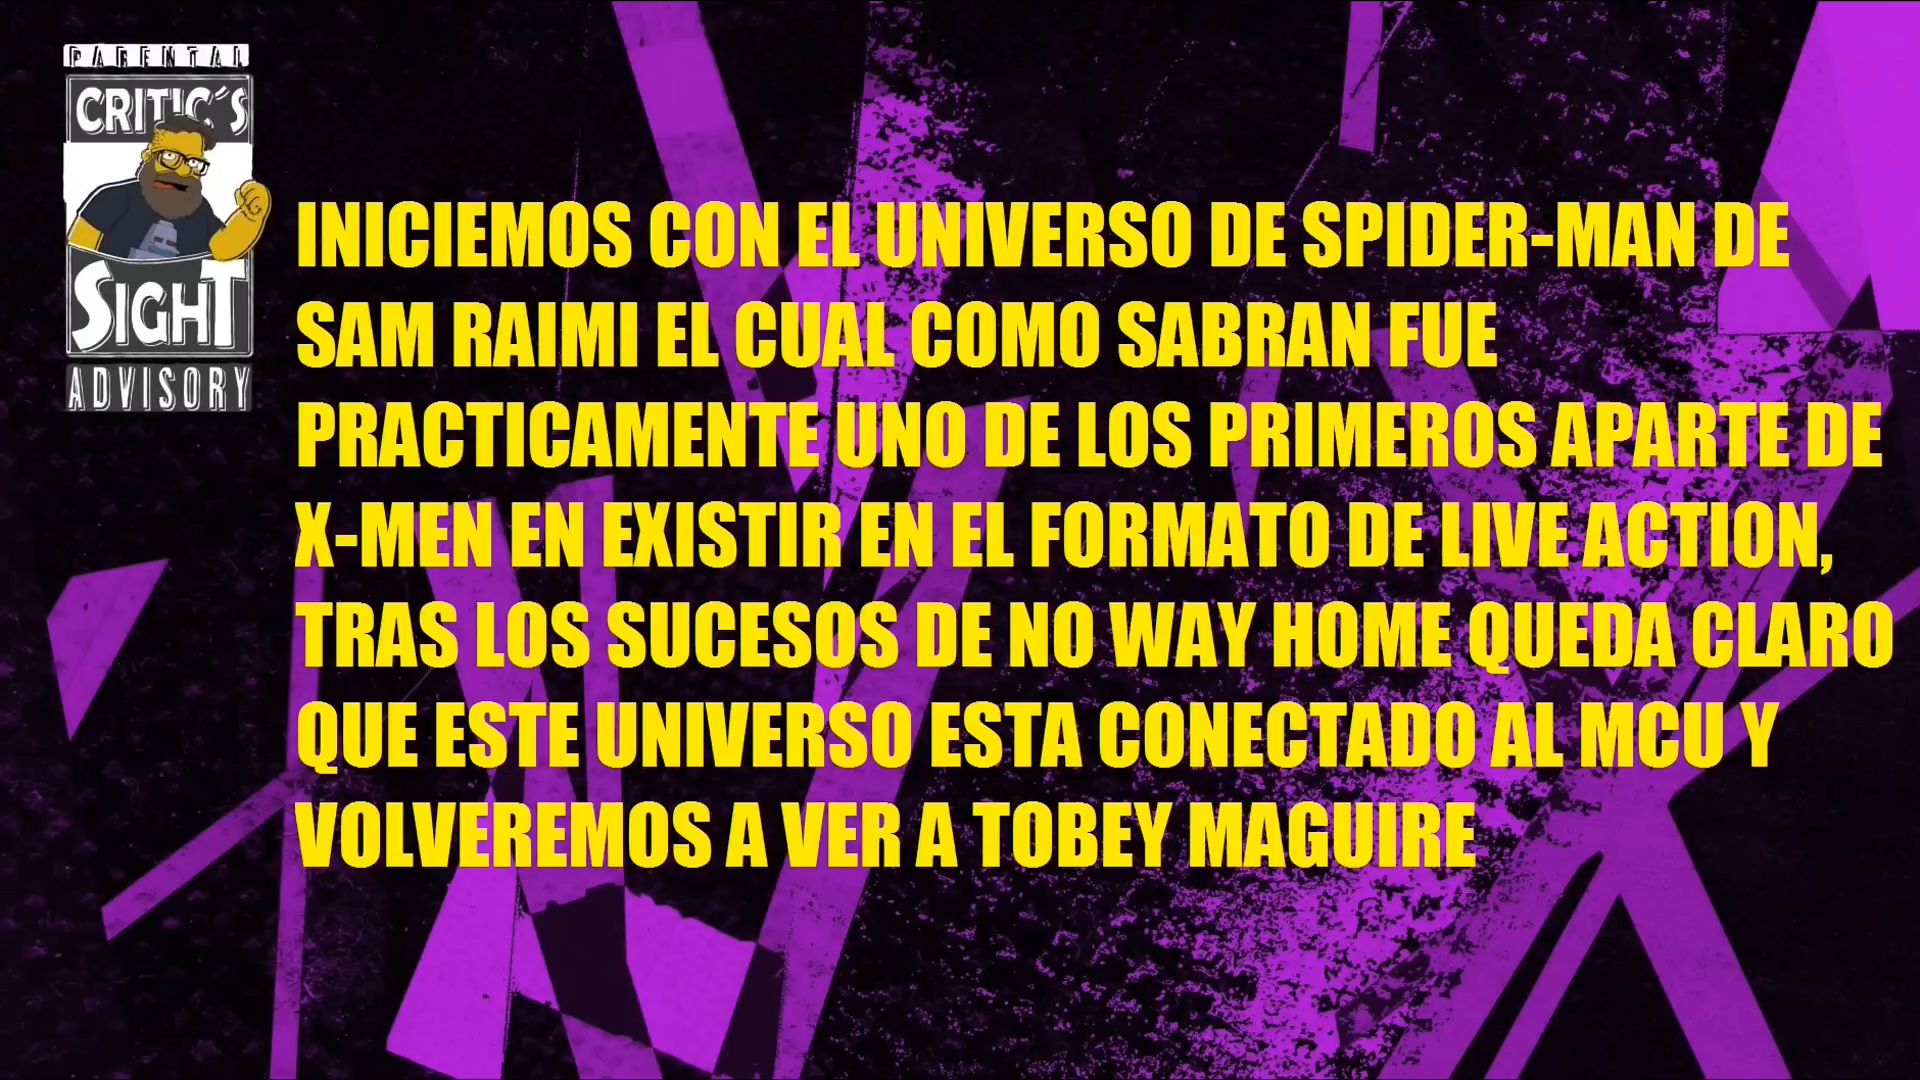 PARENTAL
CRITIC´S
SIGHT
ADVISORY
INICIEMOS CON EL UNIVERSO DE SPIDER-MAN DE
SAM RAIMI EL CUAL COMO SABRAN FUE
PRACTICAMENTE UNO DE LOS PRIMEROS APARTE DE
X-MEN EN EXISTIR EN EL FORMATO DE LIVE ACTION,
TRAS LOS SUCESOS DE NO WAY HOME QUEDA CLARO
QUE ESTE UNIVERSO ESTA CONECTADO AL MCU Y
VOLVEREMOS A VER A TOBEY MAGUIRE